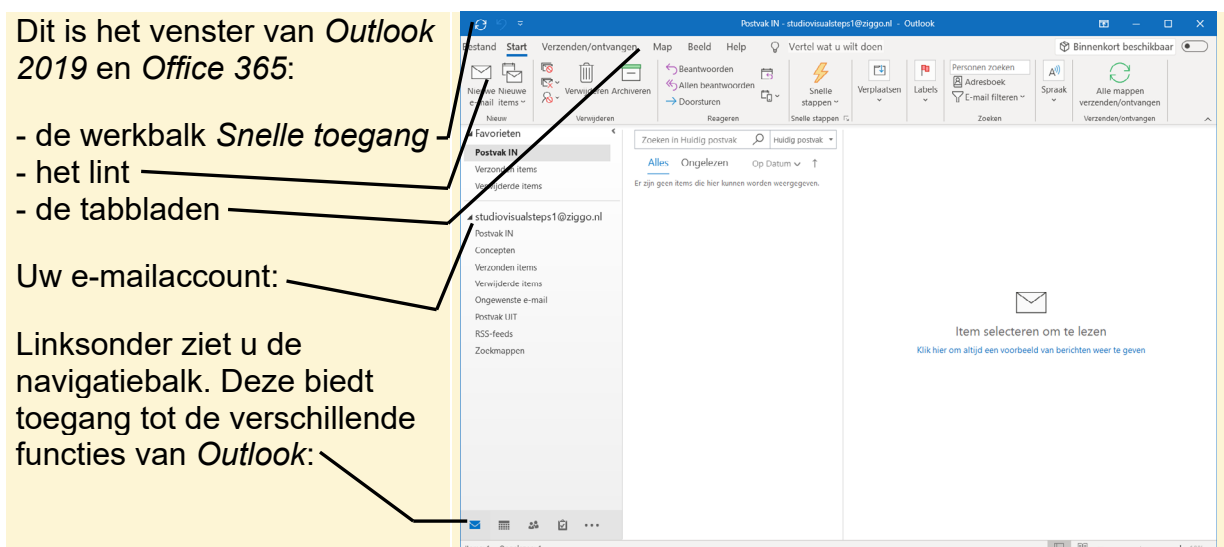 Dit is het venster van Outlook
2019 en Office 365:
- de werkbalk Snelle toegang
- het lint
- de tabbladen
Uw e-mailaccount:
Linksonder ziet u de
navigatiebalk. Deze biedt
toegang tot de verschillende
functies van Outlook:
Postvak IN - studiovisualsteps1@ziggo.nl - Outlook
Bestand Start Verzenden/ontvangen Map Beeld Help Vertel wat u wilt doen Binnenkort beschikbaar
Nieuwe e-mail
Nieuwe items
Verwijderen
Archiveren
Beantwoorden
Allen beantwoorden
Doorsturen
Snelle stappen
Verplaatsen
Labels
Personen zoeken
Adresboek
E-mail filteren
Spraak
Alle mappen
verzenden/ontvangen
Nieuw Verwijderen Reageren Snelle stappen Zoeken Verzenden/ontvangen
Favorieten
Postvak IN
Verzonden items
Verwijderde items
studiovisualsteps1@ziggo.nl
Postvak IN
Concepten
Verzonden items
Verwijderde items
Ongewenste e-mail
Postvak UIT
RSS-feeds
Zoekmappen
Zoeken in Huidig postvak Huidig postvak
Alles Ongelezen Op Datum
Er zijn geen items die hier kunnen worden weergegeven.
Item selecteren om te lezen
Klik hier om altijd een voorbeeld van berichten weer te geven